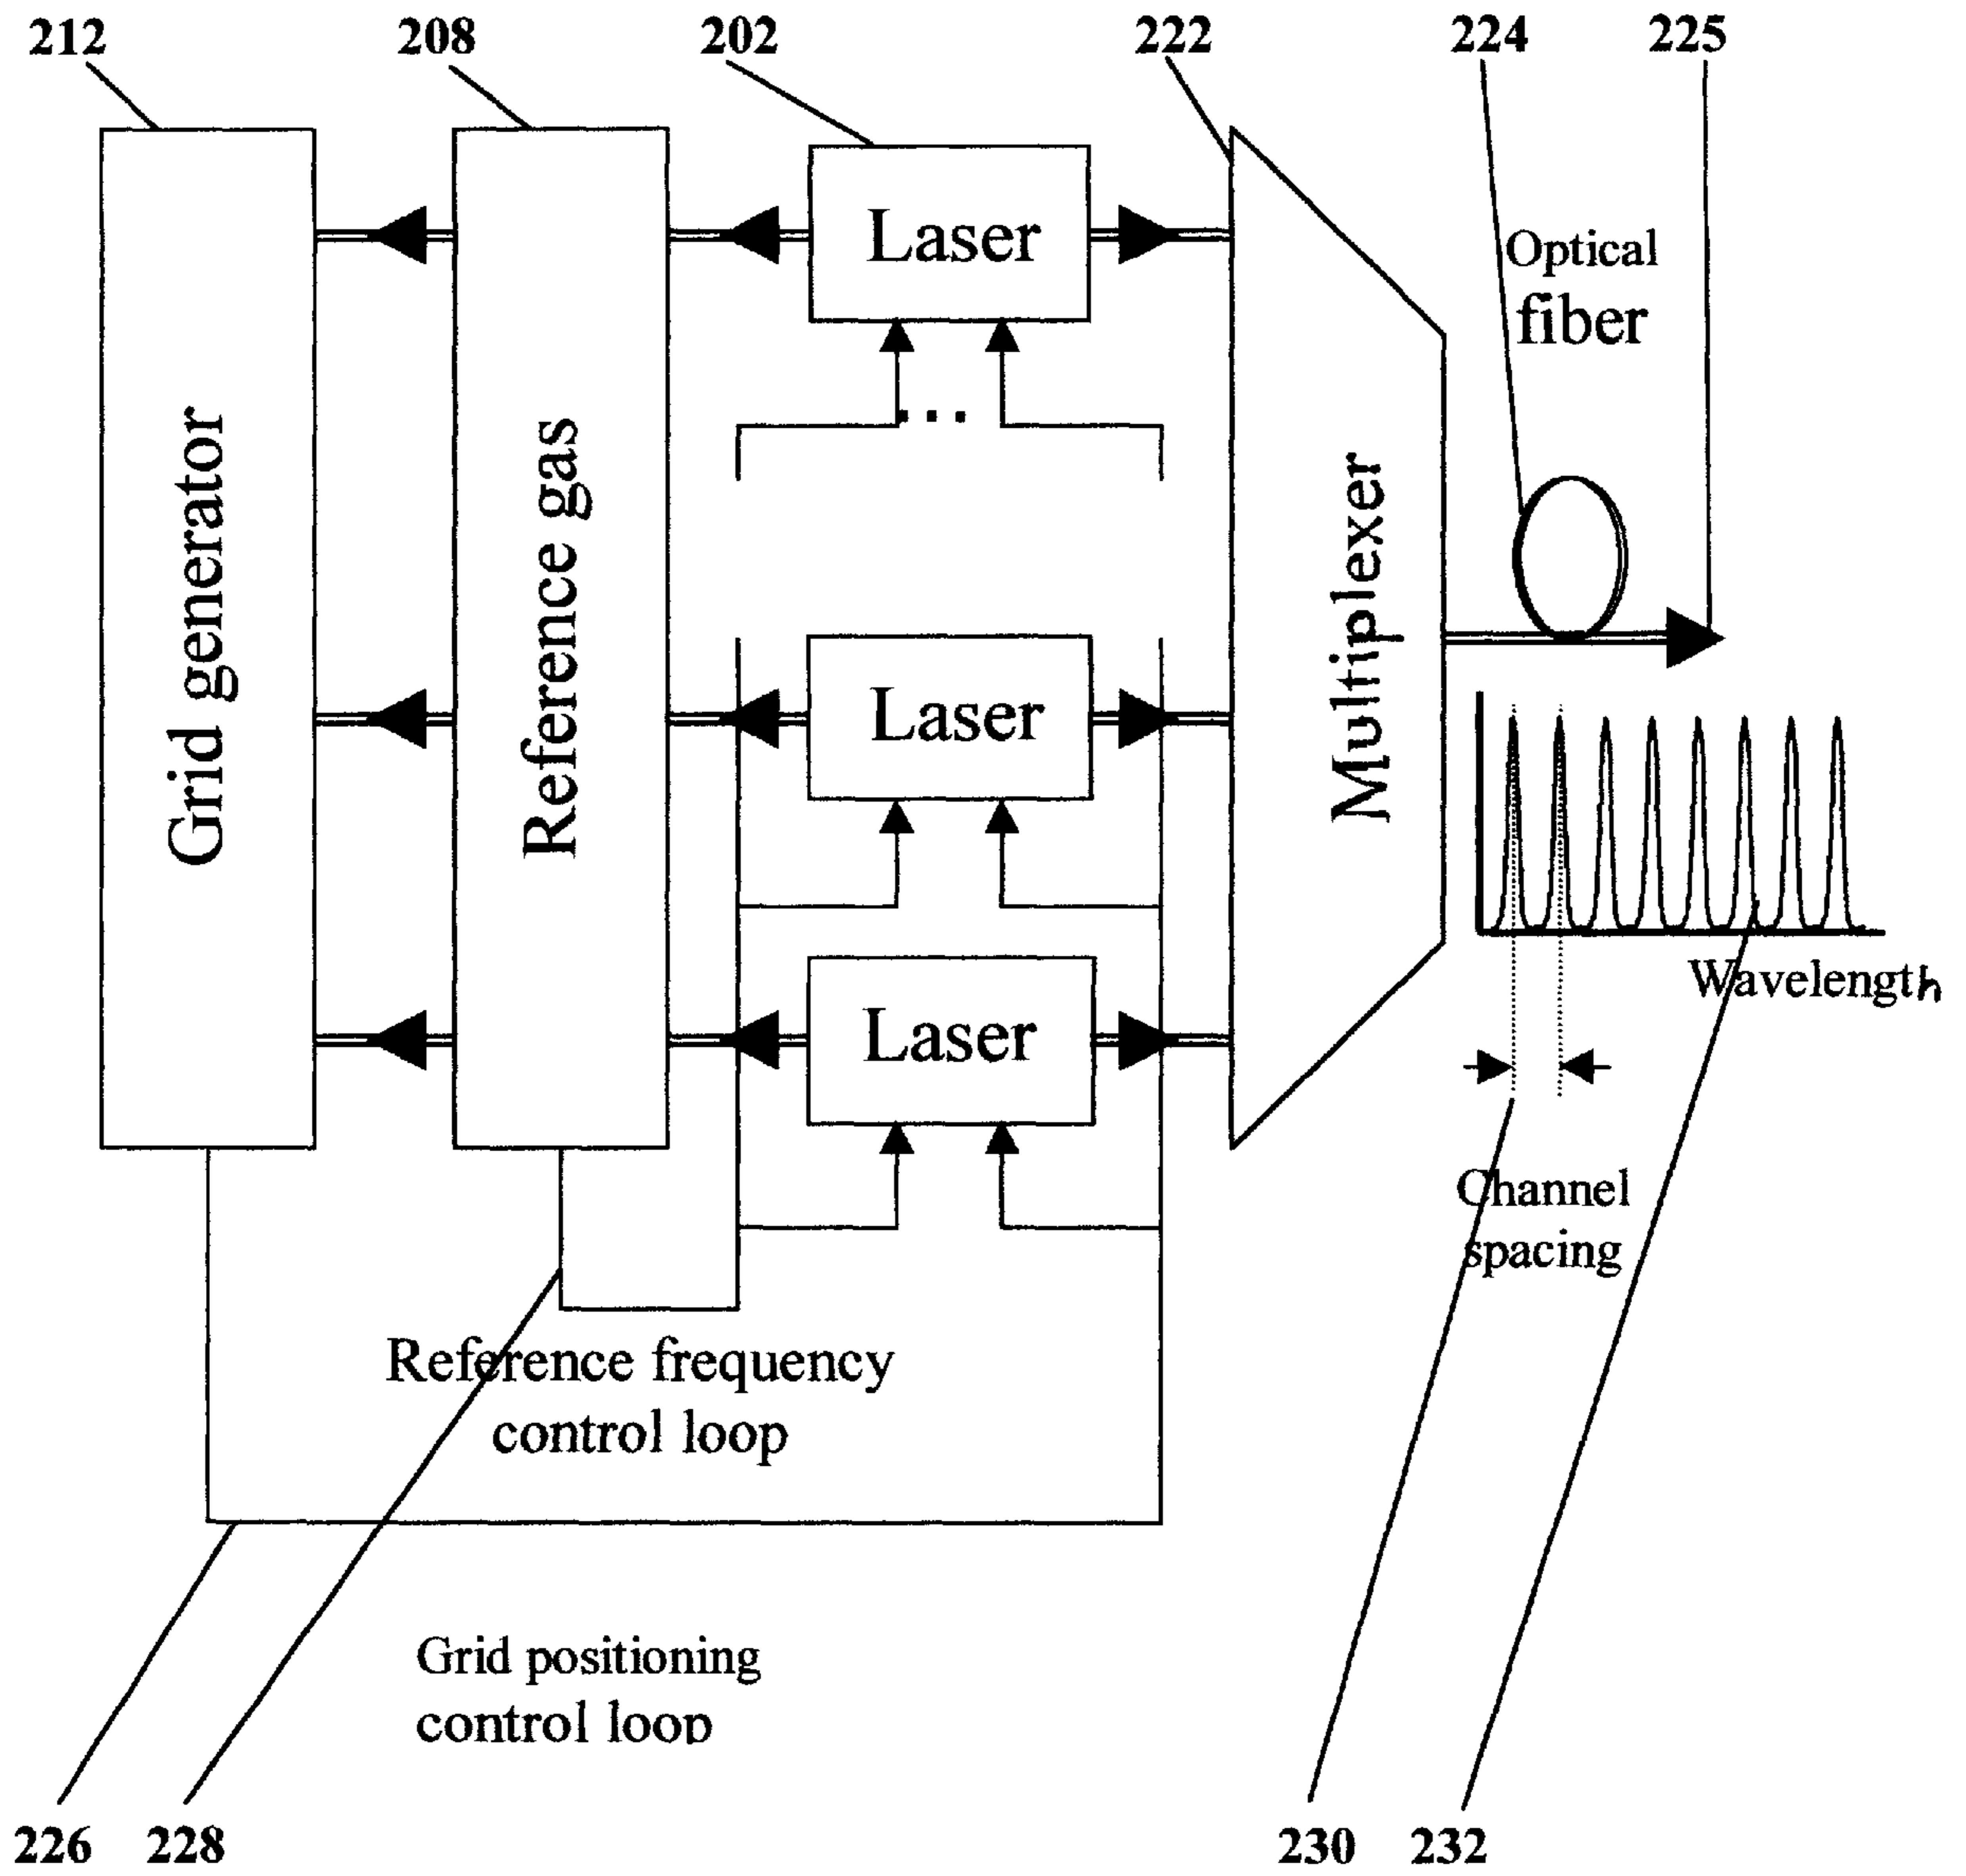 212
208
202
222
224
225
Grid generator
Reference gas
Laser
...
Laser
Laser
Multiplexer
Optical
fiber
Wavelength
Channel
spacing
Reference frequency
control loop
Grid positioning
control loop
226
228
230
232